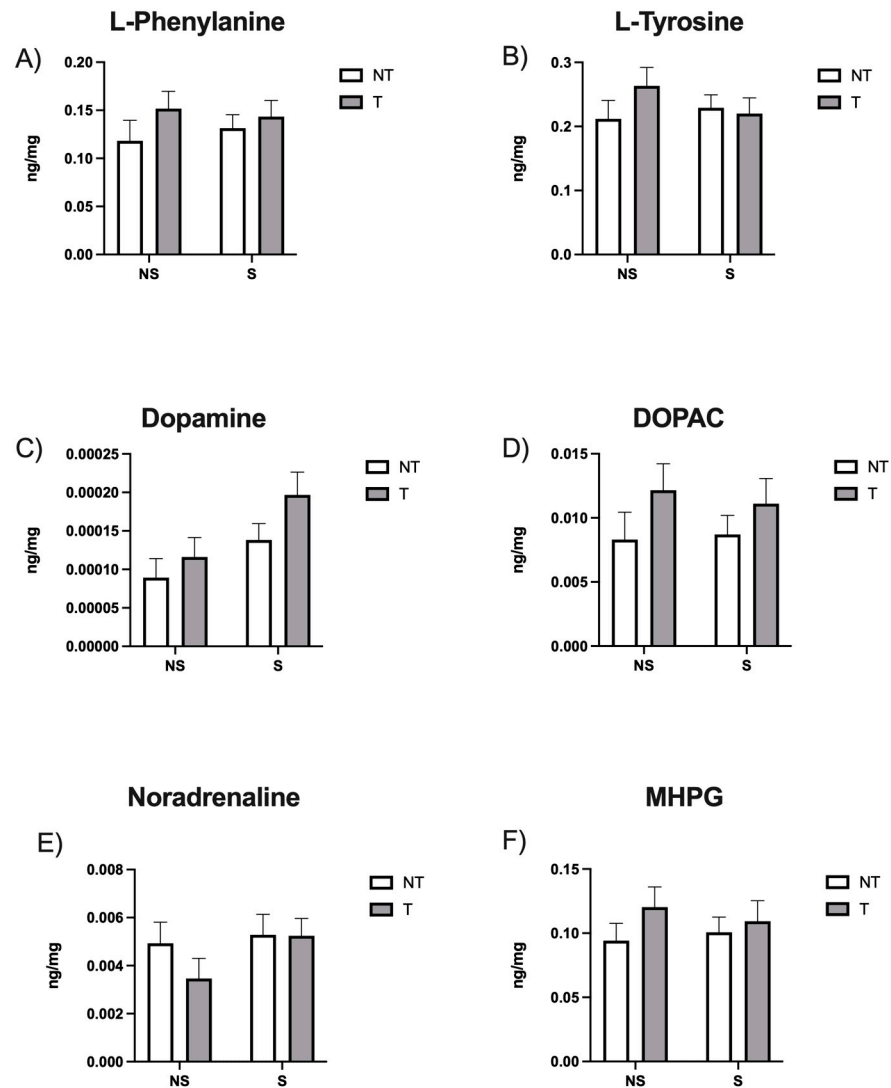 L-Phenylanine
A)
0.20
0.15
0.10
0.05
0.00
ng/mg
NS
S
NT
T
L-Tyrosine
B)
0.3
0.2
0.1
0.0
ng/mg
NS
S
NT
T
Dopamine
C)
0.00025
0.00020
0.00015
0.00010
0.00005
0.00000
ng/mg
NS
S
NT
T
DOPAC
D)
0.015
0.010
0.005
0.000
ng/mg
NS
S
NT
T
Noradrenaline
E)
0.008
0.006
0.004
0.002
0.000
ng/mg
NS
S
NT
T
MHPG
F)
0.15
0.10
0.05
0.00
ng/mg
NS
S
NT
T